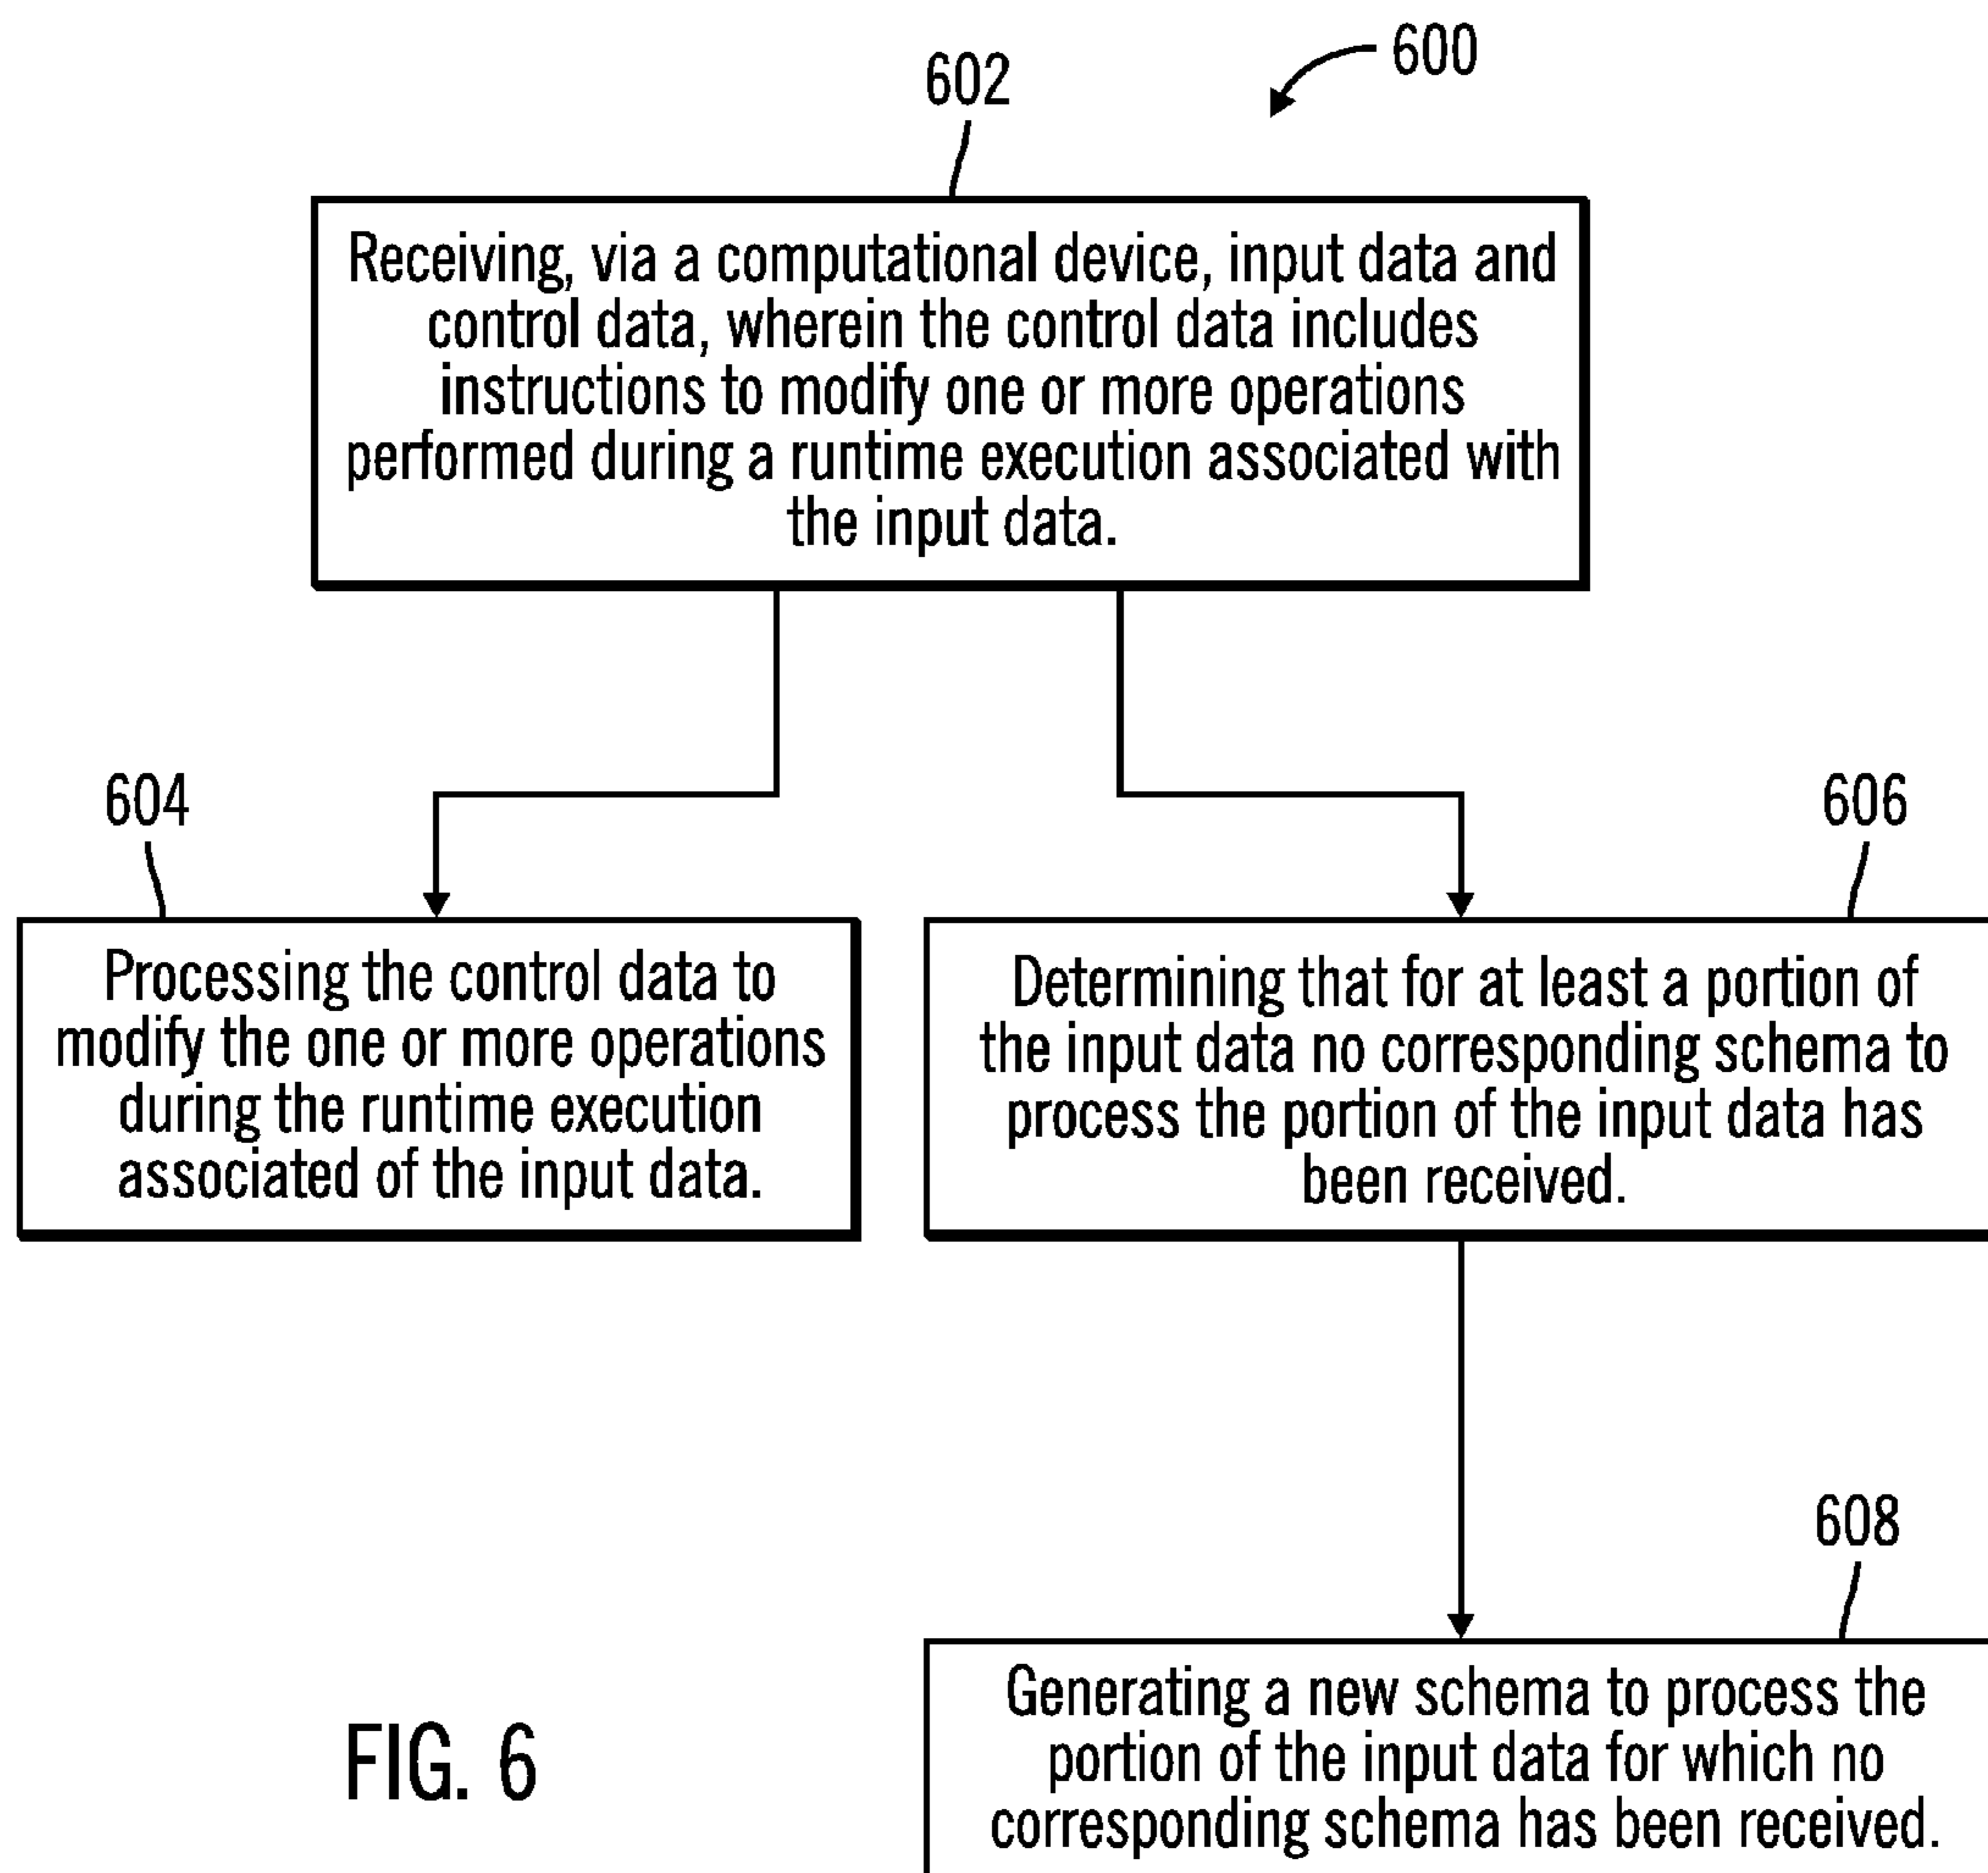 600
602
Receiving, via a computational device, input data and
control data, wherein the control data includes
instructions to modify one or more operations
performed during a runtime execution associated with
the input data.
604
Processing the control data to
modify the one or more operations
during the runtime execution
associated of the input data.
606
Determining that for at least a portion of
the input data no corresponding schema to
process the portion of the input data has
been received.
608
Generating a new schema to process the
portion of the input data for which no
corresponding schema has been received.
FIG. 6